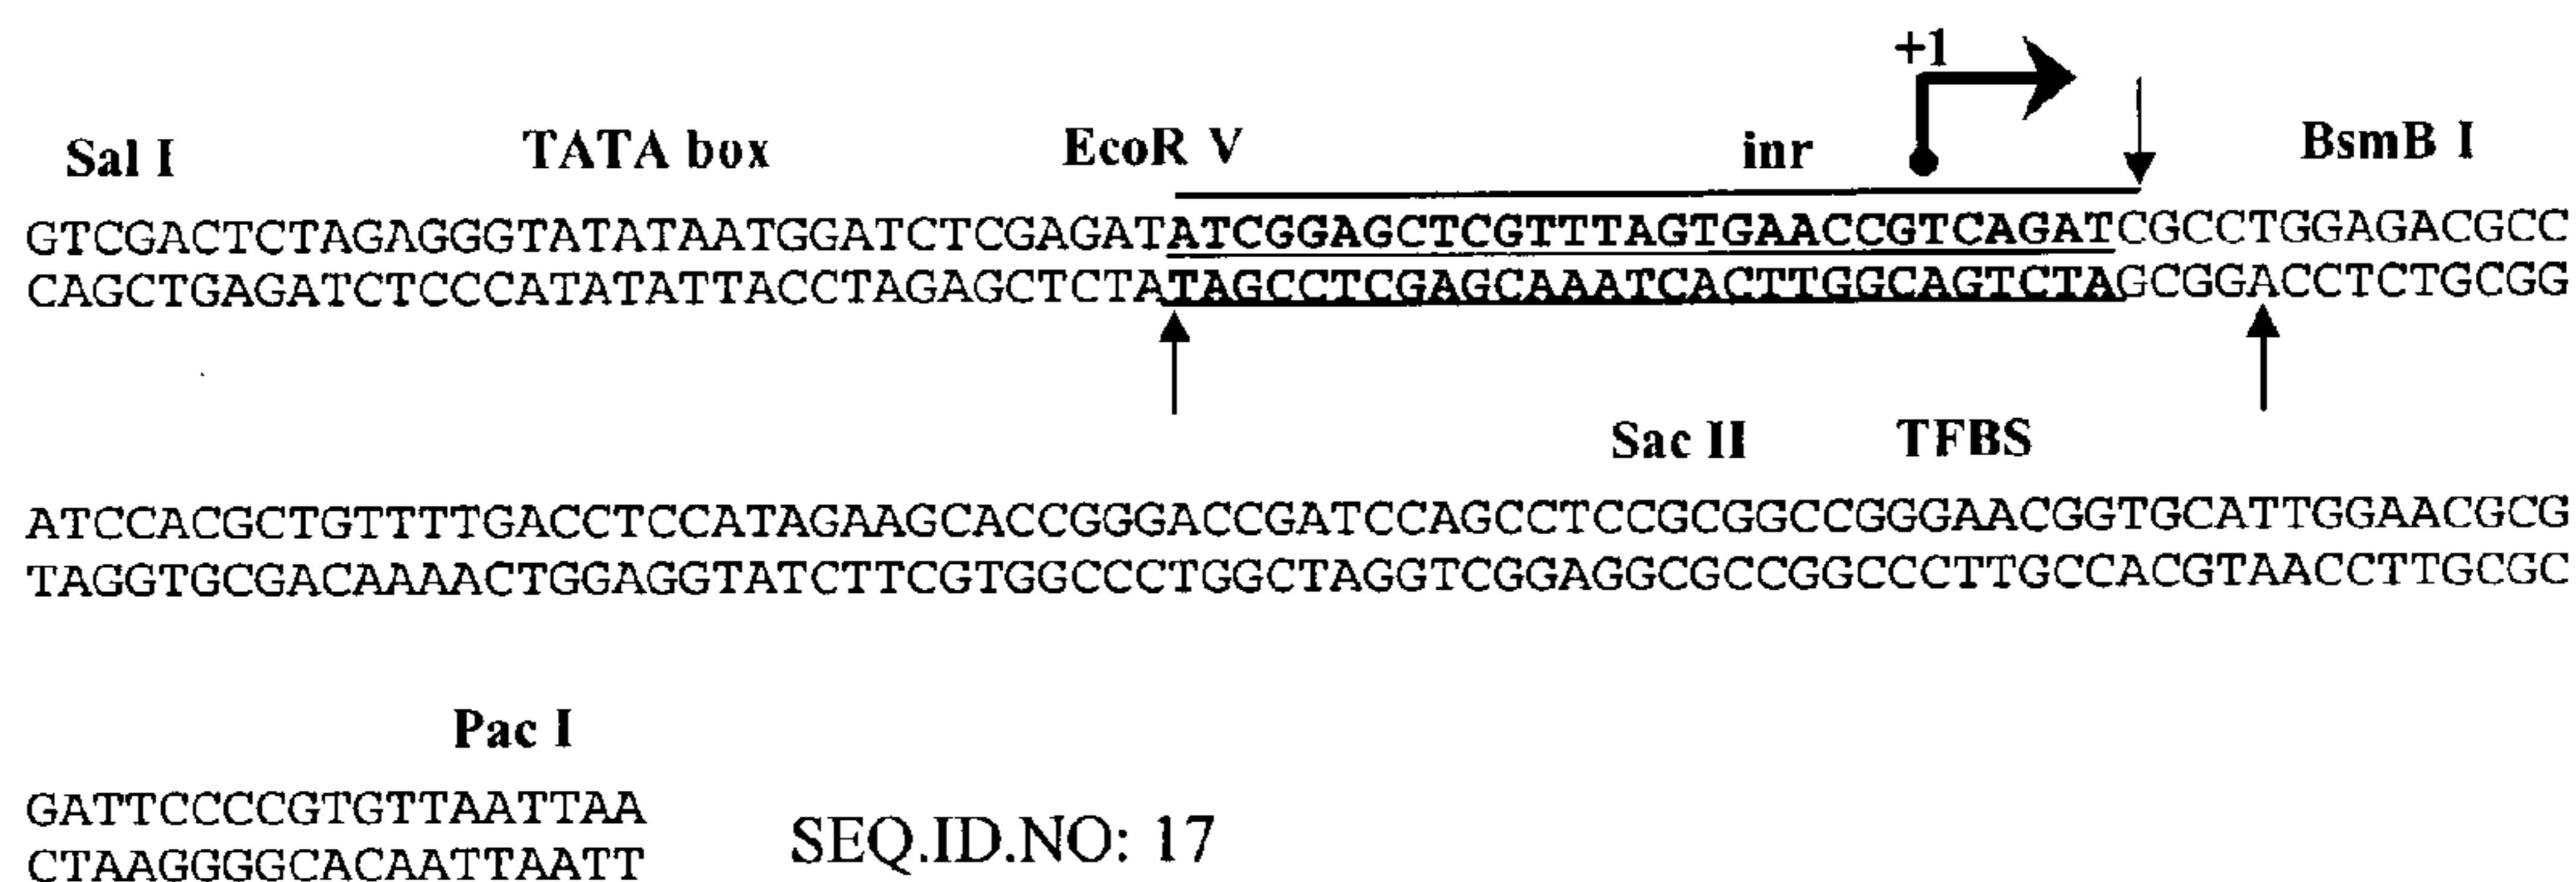 +1
Sal I TATA box EcoR V inr BsmB I
GTCGACTCTAGAGGGTATATAATGGATCTCGAGATATCGGAGCTCGTTTAGTGAACCGTCAGATCGCCTGGAGACGCC
CAGCTGAGATCTCCCATATATTACCTAGAGCTCTATAGCCTCGAGCAAATCACTTGGCAGTCTAGCGGACCTCTGCGG
Sac II TFBS
ATCCACGCTGTTTTGACCTCCATAGAAGCACCGGGACCGATCCAGCCTCCGCGGCCGGGAACGGTGCATTGGAACGCG
TAGGTGCGACAAAACTGGAGGTATCTTCGTGGCCCTGGCTAGGTCGGAGGCGCCGGCCCTTGCCACGTAACCTTGCGC
Pac I
GATTCCCCGTGTTAATTAA
CTAAGGGGCACAATTAATT
SEQ.ID.NO: 17